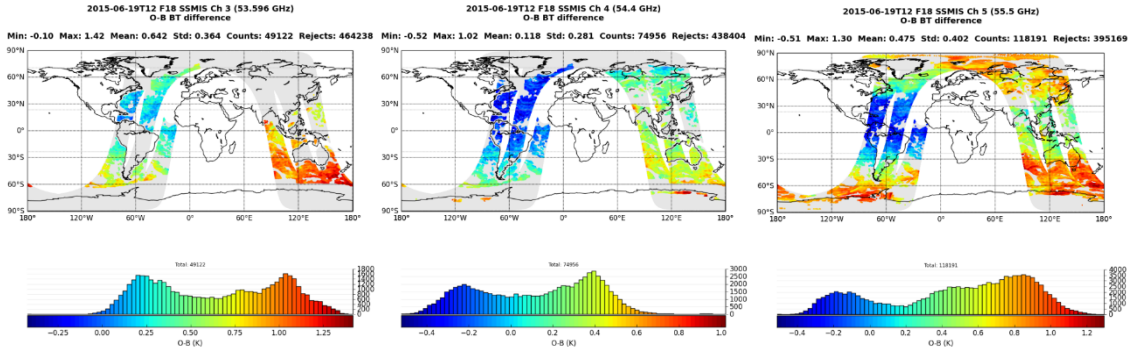 2015-06-19T12 F18 SSMIS Ch 3 (53.596 GHz)
O-B BT difference
Min: -0.10 Max: 1.42 Mean: 0.642 Std: 0.364 Counts: 49122 Rejects: 464238
90°N
60°N
30°N
0°
30°S
60°S
90°S
180° 120°W 60°W 0° 60°E 120°E 180°
Total: 49122
1800
1600
1400
1200
1000
800
600
400
200
0
−0.25 0.00 0.25 0.50 0.75 1.00 1.25
O-B (K)
2015-06-19T12 F18 SSMIS Ch 4 (54.4 GHz)
O-B BT difference
Min: -0.52 Max: 1.02 Mean: 0.118 Std: 0.281 Counts: 74956 Rejects: 438404
90°N
60°N
30°N
0°
30°S
60°S
90°S
180° 120°W 60°W 0° 60°E 120°E 180°
Total: 74956
3000
2500
2000
1500
1000
500
0
−0.4 −0.2 0.0 0.2 0.4 0.6 0.8 1.0
O-B (K)
2015-06-19T12 F18 SSMIS Ch 5 (55.5 GHz)
O-B BT difference
Min: -0.51 Max: 1.30 Mean: 0.475 Std: 0.402 Counts: 118191 Rejects: 395169
90°N
60°N
30°N
0°
30°S
60°S
90°S
180° 120°W 60°W 0° 60°E 120°E 180°
Total: 118191
4000
3500
3000
2500
2000
1500
1000
500
0
−0.4 0.0 0.4 0.8 1.2
O-B (K)